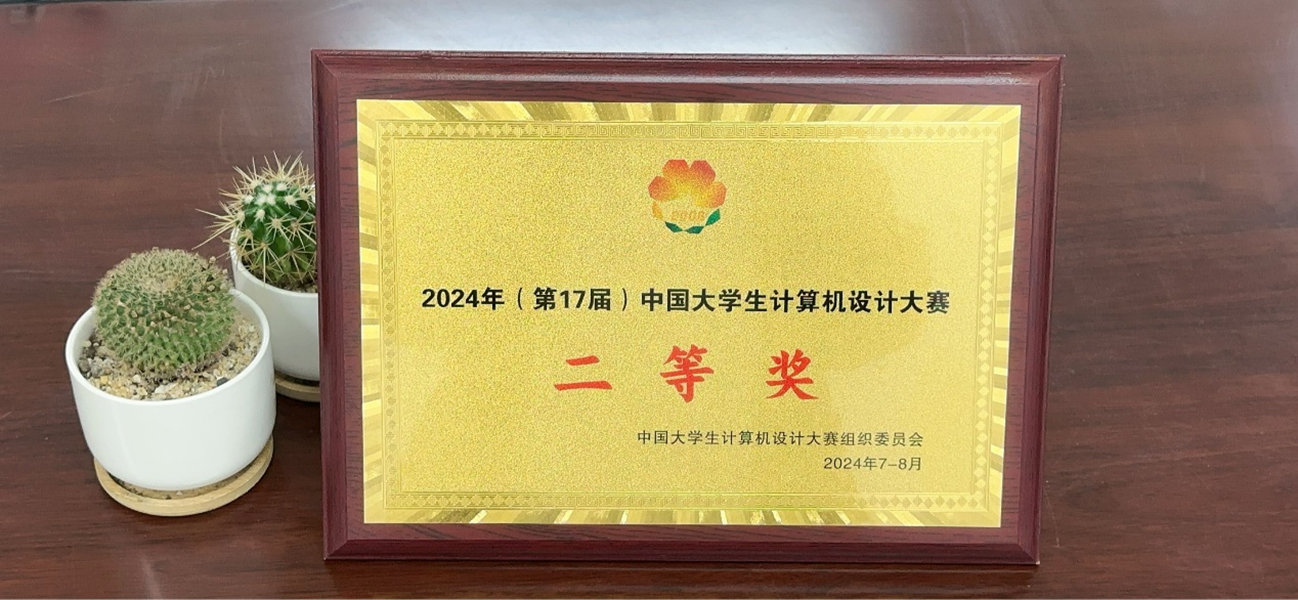 2008
2024年（第17届）中国大学生计算机设计大赛
二等奖
中国大学生计算机设计大赛组织委员会
2024年7-8月